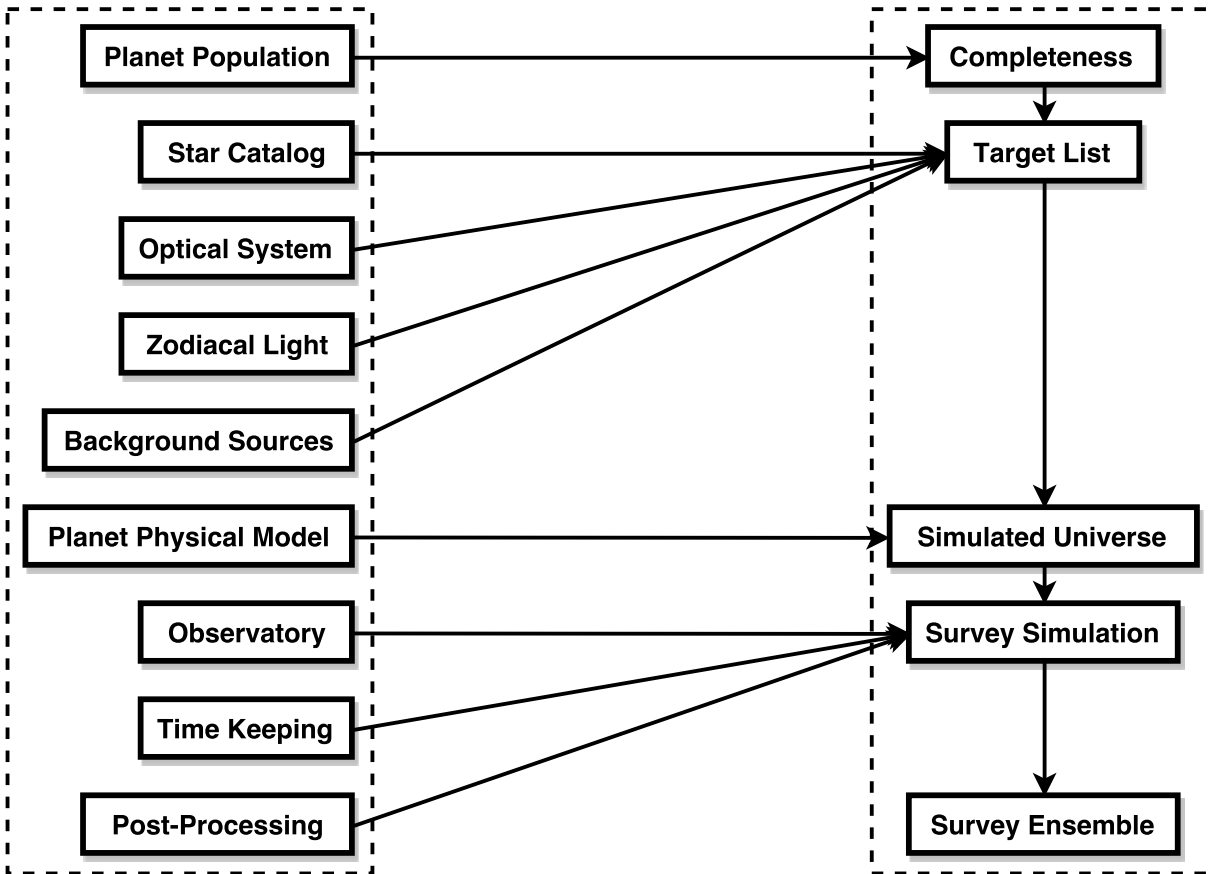 Planet Population
Completeness
Star Catalog
Target List
Optical System
Zodiacal Light
Background Sources
Planet Physical Model
Simulated Universe
Observatory
Survey Simulation
Time Keeping
Post-Processing
Survey Ensemble